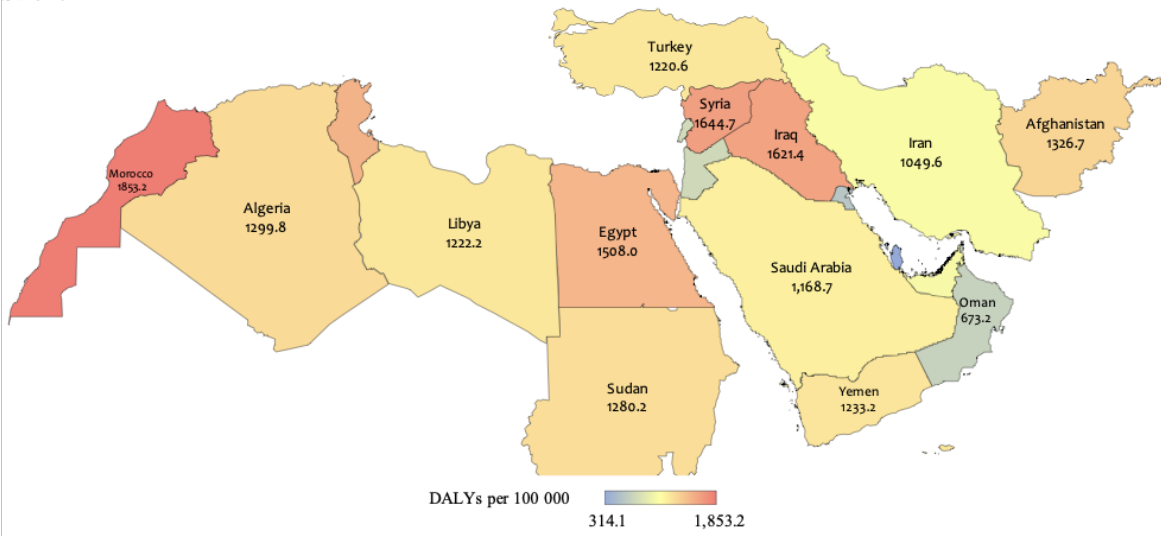 Turkey
1220.6
Syria
1644.7
Iraq
1621.4
Iran
1049.6
Afghanistan
1326.7
Morocco
1853.2
Algeria
1299.8
Libya
1222.2
Egypt
1508.0
Saudi Arabia
1,168.7
Oman
673.2
Sudan
1280.2
Yemen
1233.2
DALYs per 100 000
314.1 1,853.2